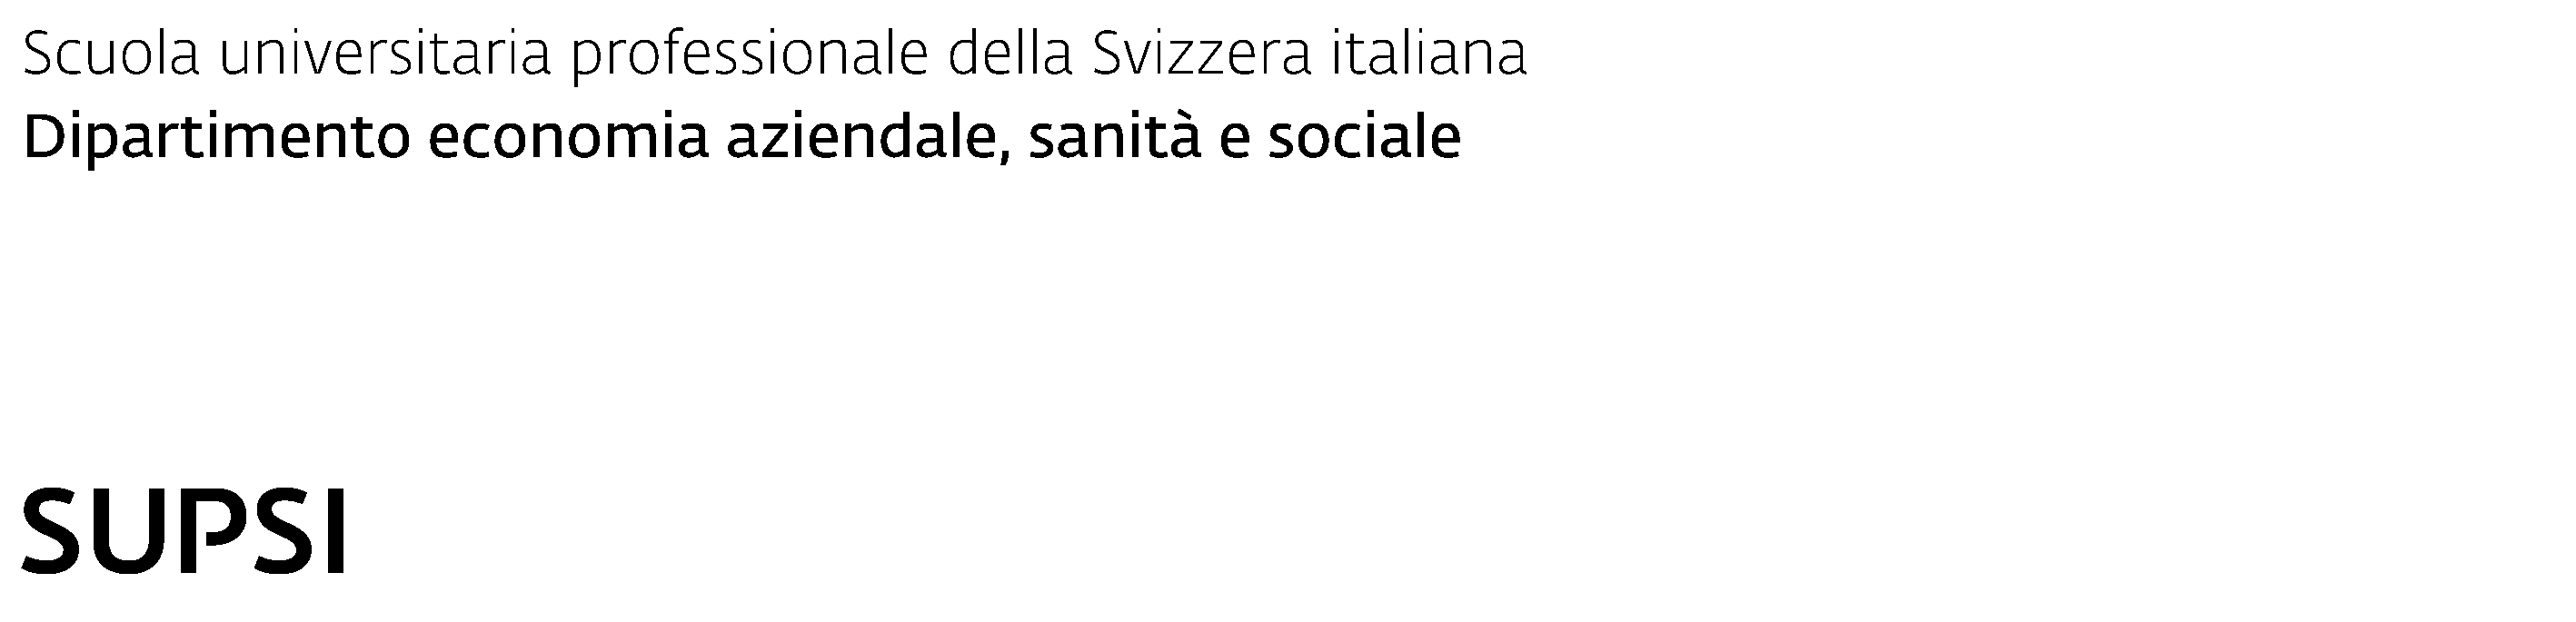 Scuola universitaria professionale della Svizzera italiana
Dipartimento economia aziendale, sanità e sociale
SUPSI